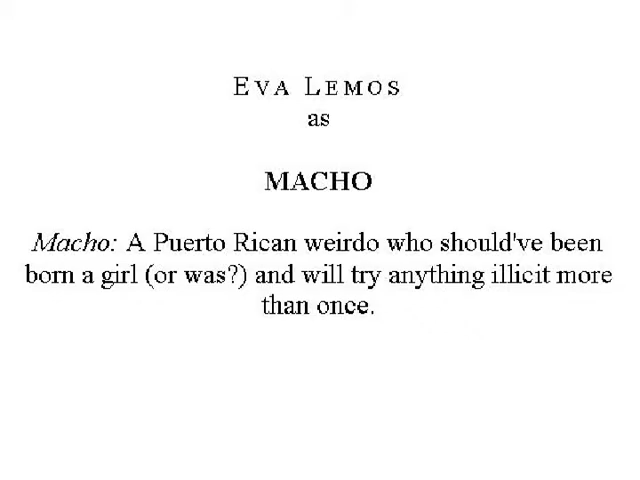 EVA LEMOS
as
MACHO
Macho: A Puerto Rican weirdo who should've been
born a girl (or was?) and will try anything illicit more
than once.